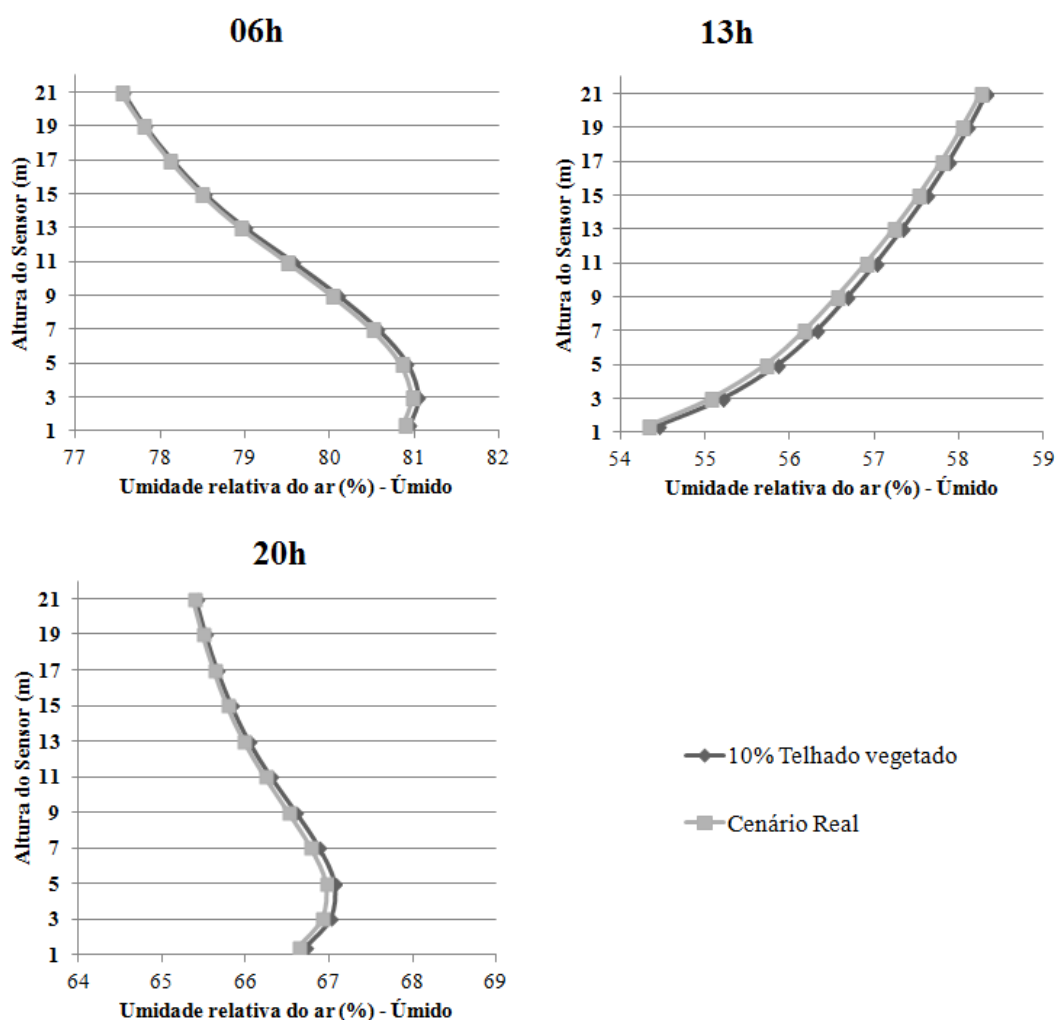 06h
21
19
17
15
13
11
9
7
5
3
1
Altura do Sensor (m)
77 78 79 80 81 82
Umidade relativa do ar (%) - Úmido
13h
21
19
17
15
13
11
9
7
5
3
1
Altura do Sensor (m)
54 55 56 57 58 59
Umidade relativa do ar (%) - Úmido
20h
21
19
17
15
13
11
9
7
5
3
1
Altura do Sensor (m)
64 65 66 67 68 69
Umidade relativa do ar (%) - Úmido
10% Telhado vegetado
Cenário Real